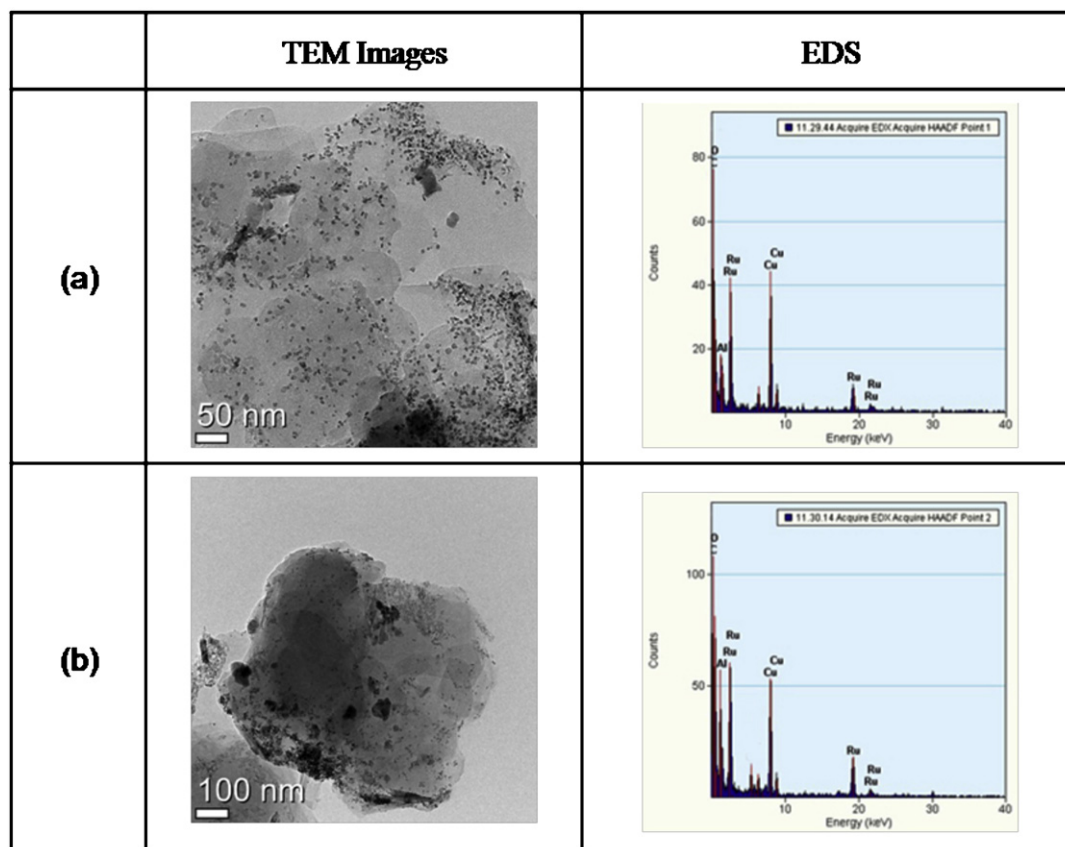 TEM Images
EDS
(a)
50 nm
11.29.44 Acquire EDX Acquire HAADF Point 1
80
60
40
20
Counts
O
C
Ru
Ru
Al
Cu
Cu
Ru
Ru
Ru
10
20
30
40
Energy (keV)
(b)
100 nm
11.30.14 Acquire EDX Acquire HAADF Point 2
100
50
Counts
O
C
Ru
Ru
Al
Cu
Cu
Ru
Ru
Ru
10
20
30
40
Energy (keV)